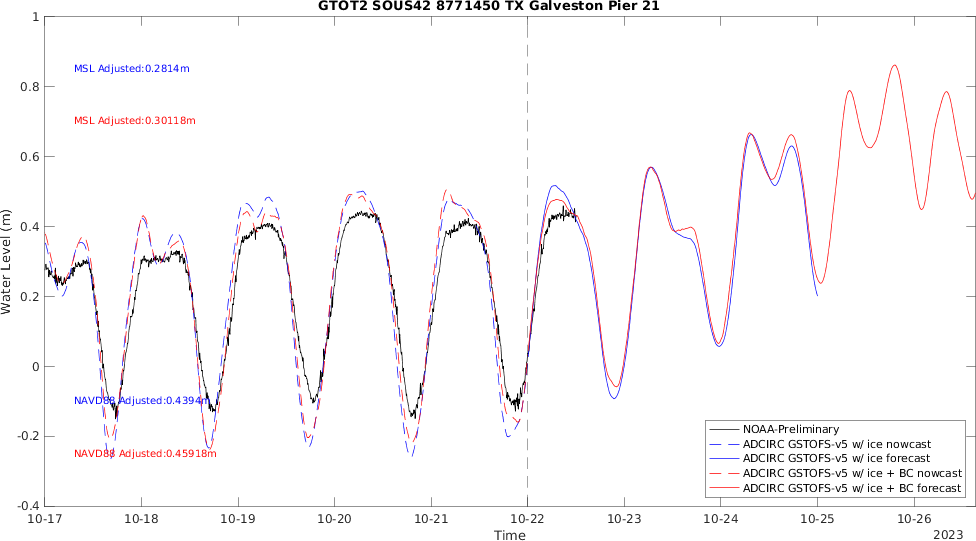 GTOT2 SOUS42 8771450 TX Galveston Pier 21
1
0.8
0.6
0.4
0.2
0
-0.2
-0.4
Water Level (m)
MSL Adjusted:0.2814m
MSL Adjusted:0.30118m
NAVD88 Adjusted:0.4394m
NAVD88 Adjusted:0.45918m
NOAA-Preliminary
ADCIRC GSTOFS-v5 w/ ice nowcast
ADCIRC GSTOFS-v5 w/ ice forecast
ADCIRC GSTOFS-v5 w/ice + BC nowcast
ADCIRC GSTOFS-v5 w/ice + BC forecast
10-17 10-18 10-19 10-20 10-21 10-22 10-23 10-24 10-25 10-26
Time
2023